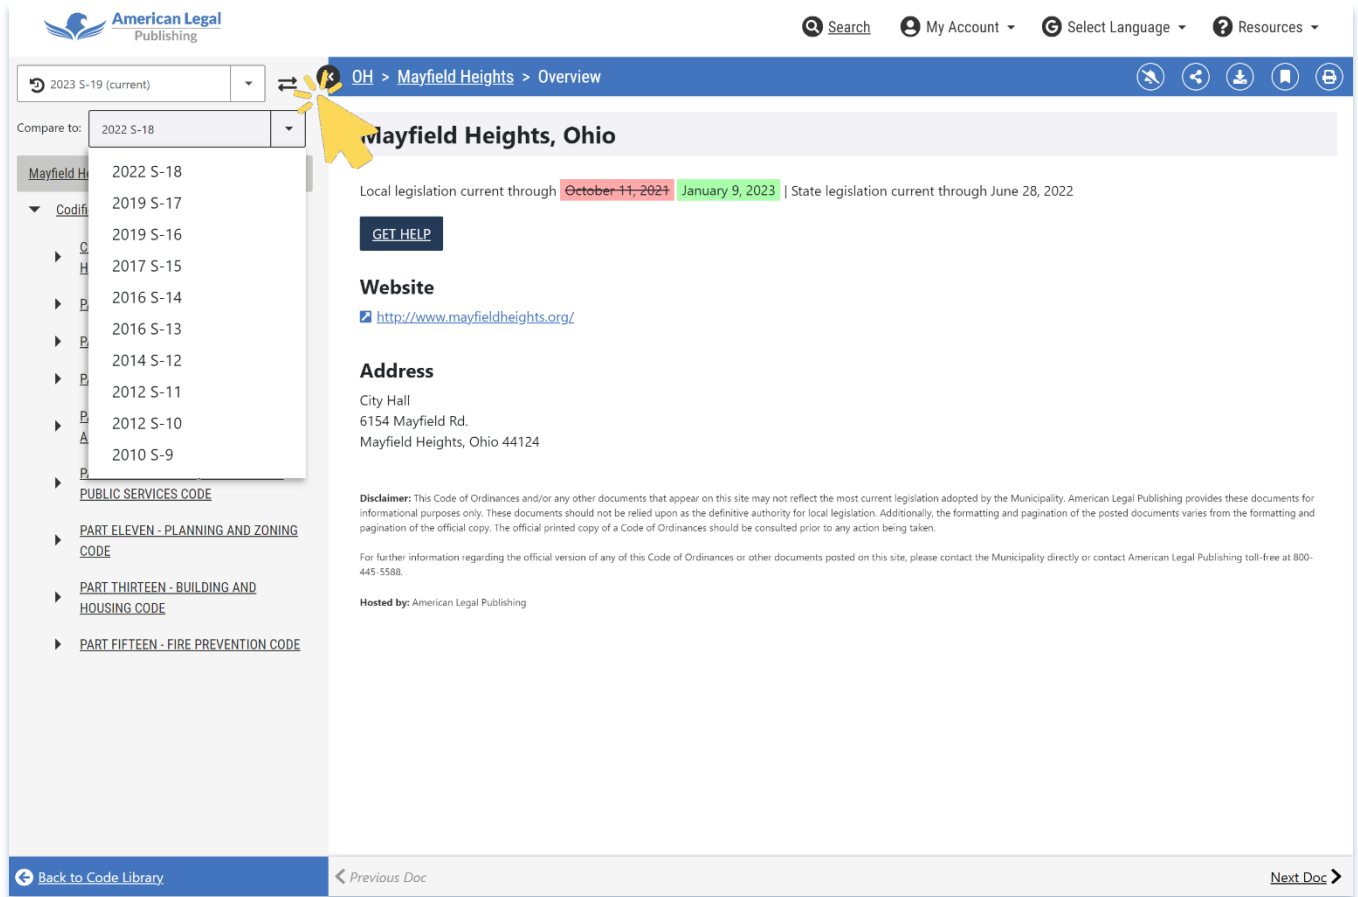 American Legal
Publishing
Search
My Account
Select Language
Resources
2023 S-19 (current)
OH > Mayfield Heights > Overview
Compare to:
2022 S-18
2022 S-18
2019 S-17
2019 S-16
2017 S-15
2016 S-14
2016 S-13
2014 S-12
2012 S-11
2012 S-10
2010 S-9
Mayfield
Codifi
PUBLIC SERVICES CODE
PART ELEVEN - PLANNING AND ZONING
CODE
PART THIRTEEN - BUILDING AND
HOUSING CODE
PART FIFTEEN - FIRE PREVENTION CODE
Back to Code Library
Mayfield Heights, Ohio
Local legislation current through October 11, 2021 January 9, 2023 | State legislation current through June 28, 2022
GET HELP
Website
http://www.mayfieldheights.org/
Address
City Hall
6154 Mayfield Rd.
Mayfield Heights, Ohio 44124
Disclaimer: This Code of Ordinances and/or any other documents that appear on this site may not reflect the most current legislation adopted by the Municipality. American Legal Publishing provides these documents for
informational purposes only. These documents should not be relied upon as the definitive authority for local legislation. Additionally, the formatting and pagination of the posted documents varies from the formatting and
pagination of the official copy. The official printed copy of a Code of Ordinances should be consulted prior to any action being taken.
For further information regarding the official version of any of this Code of Ordinances or other documents posted on this site, please contact the Municipality directly or contact American Legal Publishing toll-free at 800-
445-5588.
Hosted by: American Legal Publishing
Previous Doc
Next Doc